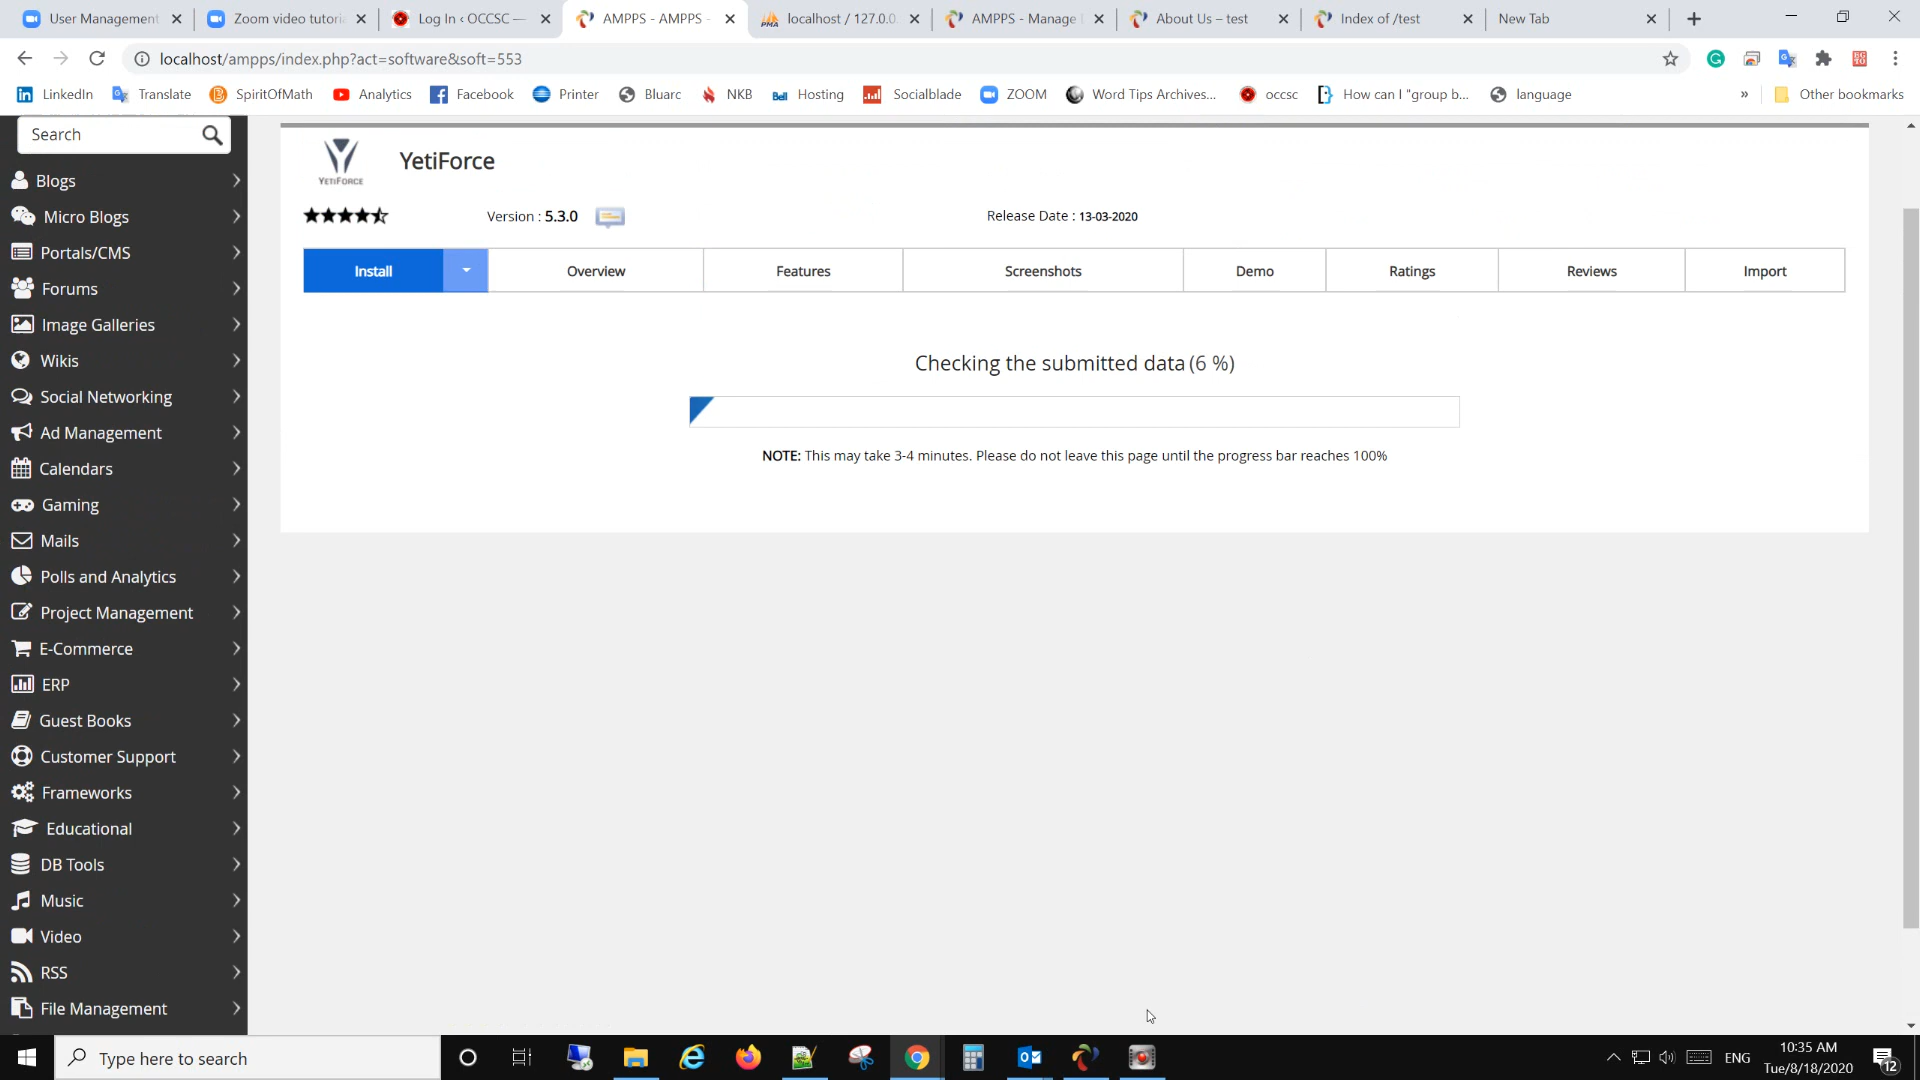 User Management
Zoom video tutori
Log In ‹ OCCSC —
AMPPS - AMPPS -
localhost / 127.0.0.
AMPPS - Manage
About Us – test
Index of /test
New Tab
localhost/ampps/index.php?act=software&soft=553
LinkedIn
Translate
SpiritOfMath
Analytics
Facebook
Printer
Bluarc
NKB
Hosting
Socialblade
ZOOM
Word Tips Archives...
occsc
How can I "group b...
language
» Other bookmarks
Search
YETIFORCE
YetiForce
Version : 5.3.0
Release Date : 13-03-2020
Install
Overview
Features
Screenshots
Demo
Ratings
Reviews
Import
Checking the submitted data (6 %)
NOTE: This may take 3-4 minutes. Please do not leave this page until the progress bar reaches 100%
Blogs
Micro Blogs
Portals/CMS
Forums
Image Galleries
Wikis
Social Networking
Ad Management
Calendars
Gaming
Mails
Polls and Analytics
Project Management
E-Commerce
ERP
Guest Books
Customer Support
Frameworks
Educational
DB Tools
Music
Video
RSS
File Management
Type here to search
ENG
10:35 AM
Tue/8/18/2020
12